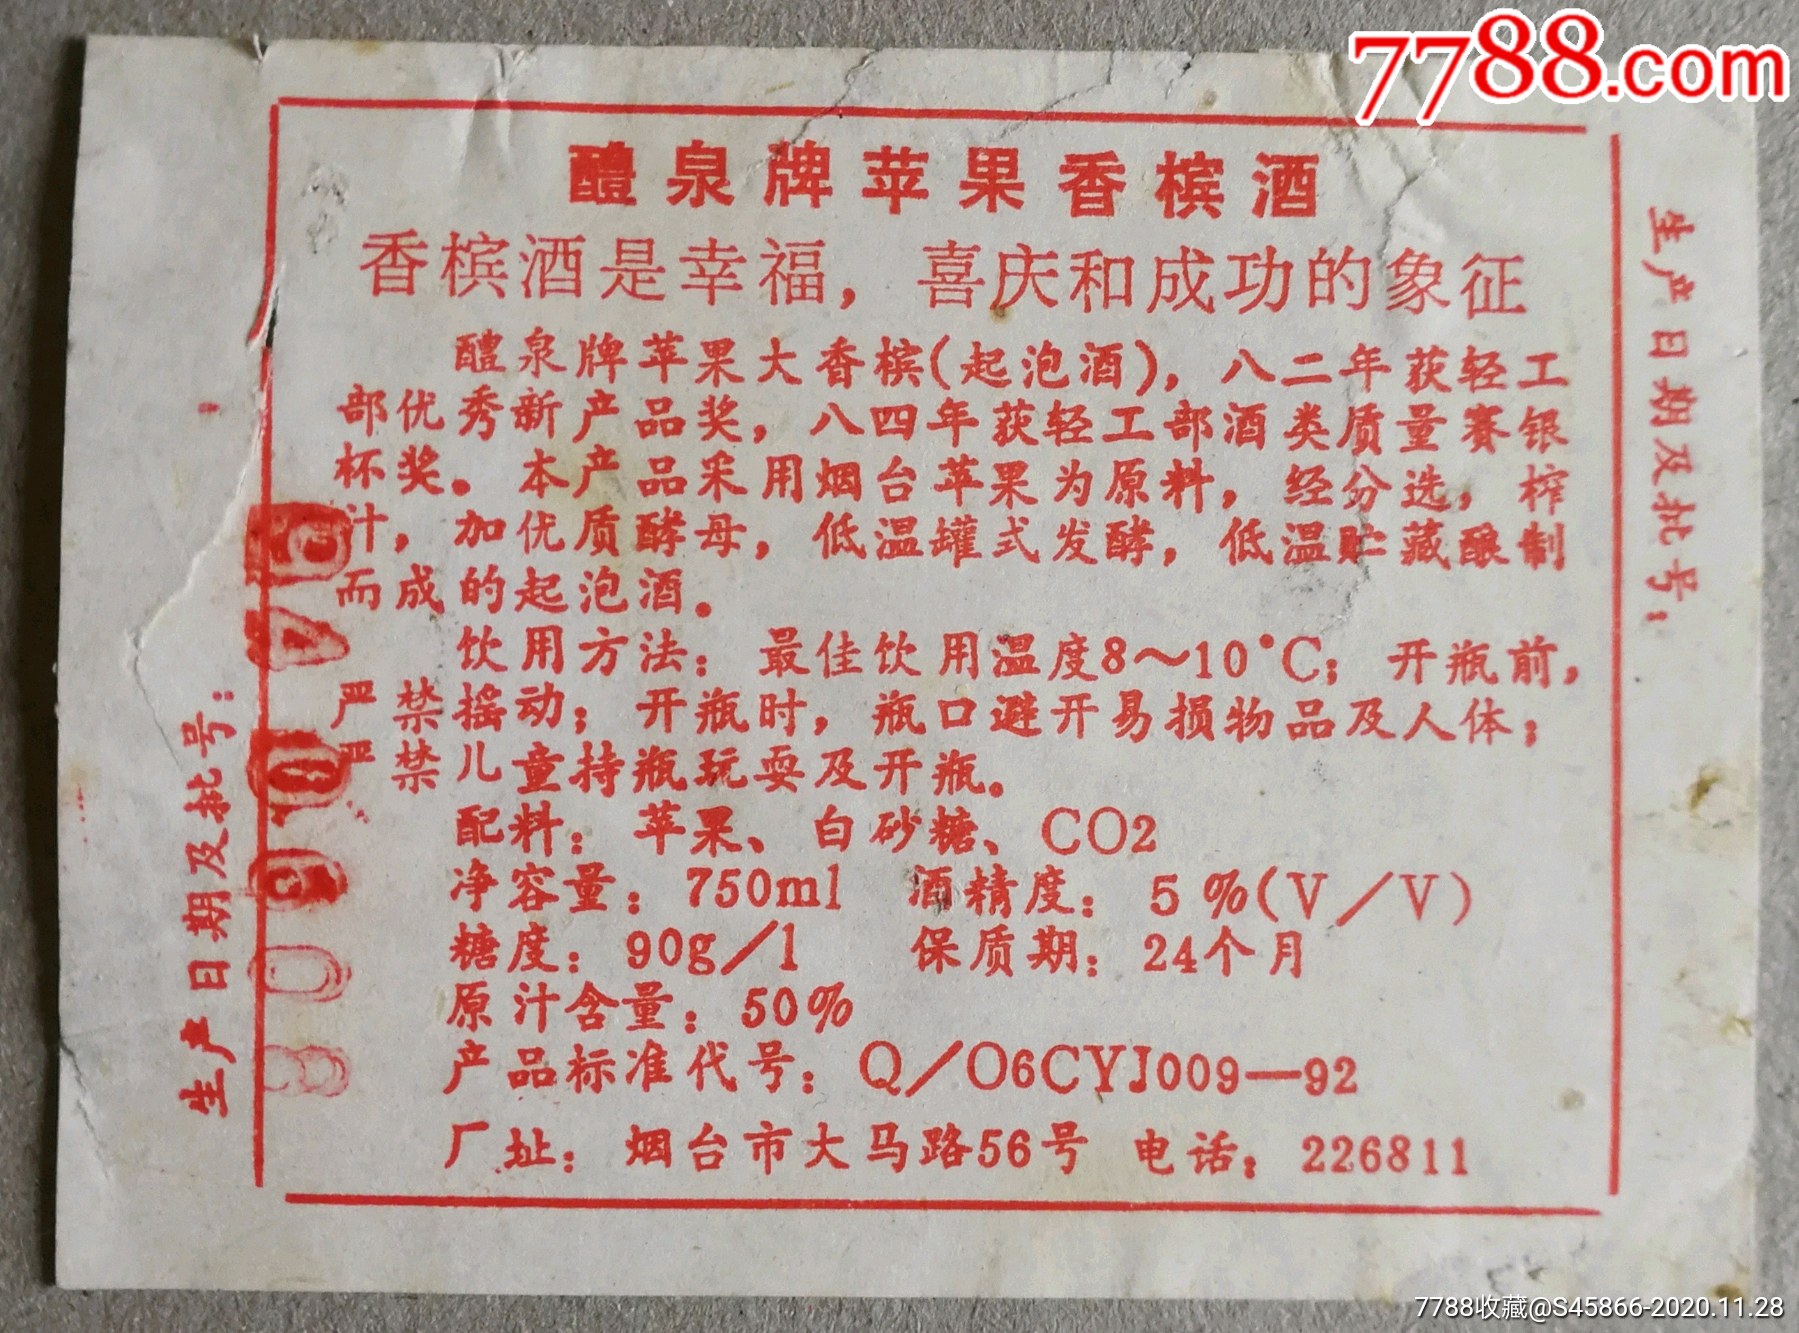 7788.com
醴泉牌苹果香槟酒
香槟酒是幸福，喜庆和成功的象征
醴泉牌苹果大香槟(起泡酒)，八二年获轻工
部优秀新产品奖，八四年获轻工部酒类质量赛银
杯奖。本产品采用烟台苹果为原料，经分选，榨
汁，加优质酵母，低温罐式发酵，低温贮藏酿制
而成的起泡酒。
饮用方法：最佳饮用温度8～10°C；开瓶前，
严禁摇动；开瓶时，瓶口避开易损物品及人体；
严禁儿童持瓶玩耍及开瓶。
配料：苹果、白砂糖、CO2
净容量：750ml 酒精度：5%(V／V)
糖度：90g／l 保质期：24个月
原汁含量：50%
产品标准代号：Q／O6CYJ009—92
厂址：烟台市大马路56号 电话：226811
生产日期及批号：
生产日期及批号：
7788收藏@S45866-2020.11.28